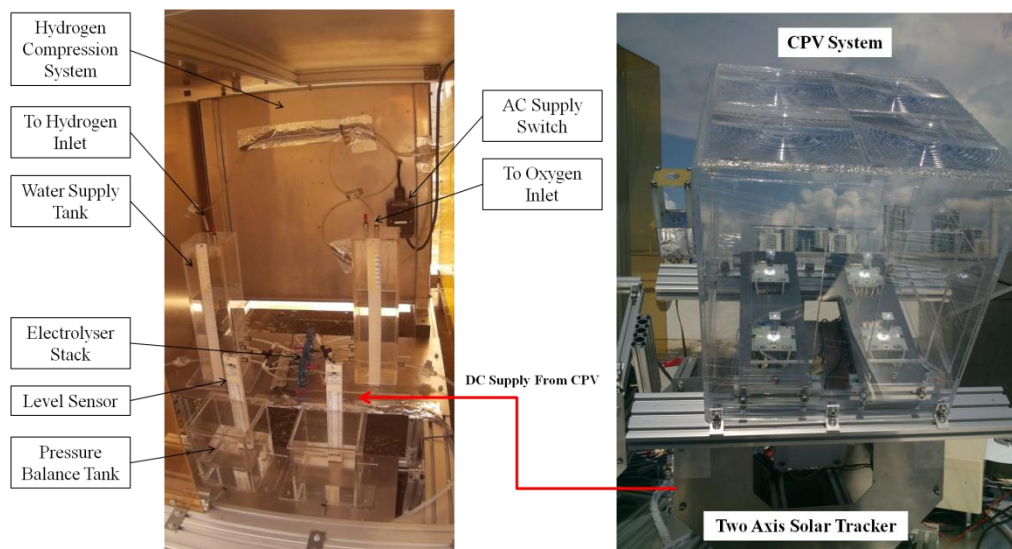 Hydrogen
Compression
System
To Hydrogen
Inlet
Water Supply
Tank
Electrolyser
Stack
Level Sensor
Pressure
Balance Tank
AC Supply
Switch
To Oxygen
Inlet
DC Supply From CPV
CPV System
Two Axis Solar Tracker